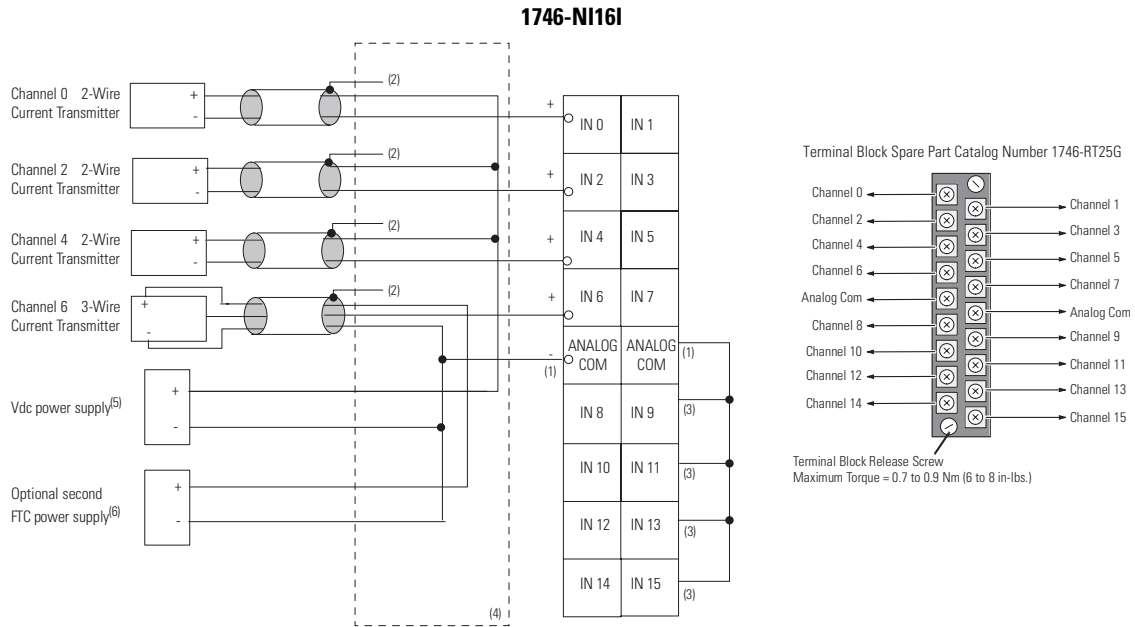 1746-NI16I
Channel 0 2-Wire
Current Transmitter
+
-
(2)
+
IN 0
IN 1
Channel 2 2-Wire
Current Transmitter
+
-
(2)
+
IN 2
IN 3
Channel 4 2-Wire
Current Transmitter
+
-
(2)
+
IN 4
IN 5
Channel 6 3-Wire
Current Transmitter
+
-
(2)
+
IN 6
IN 7
-
(1)
ANALOG
COM
ANALOG
COM
(1)
Vdc power supply(5)
+
-
IN 8
IN 9
(3)
IN 10
IN 11
(3)
Optional second
FTC power supply(6)
+
-
IN 12
IN 13
(3)
IN 14
IN 15
(3)
(4)
Terminal Block Spare Part Catalog Number 1746-RT25G
Channel 0
Channel 1
Channel 2
Channel 3
Channel 4
Channel 5
Channel 6
Channel 7
Analog Com
Analog Com
Channel 8
Channel 9
Channel 10
Channel 11
Channel 12
Channel 13
Channel 14
Channel 15
Terminal Block Release Screw
Maximum Torque = 0.7 to 0.9 Nm (6 to 8 in-lbs.)